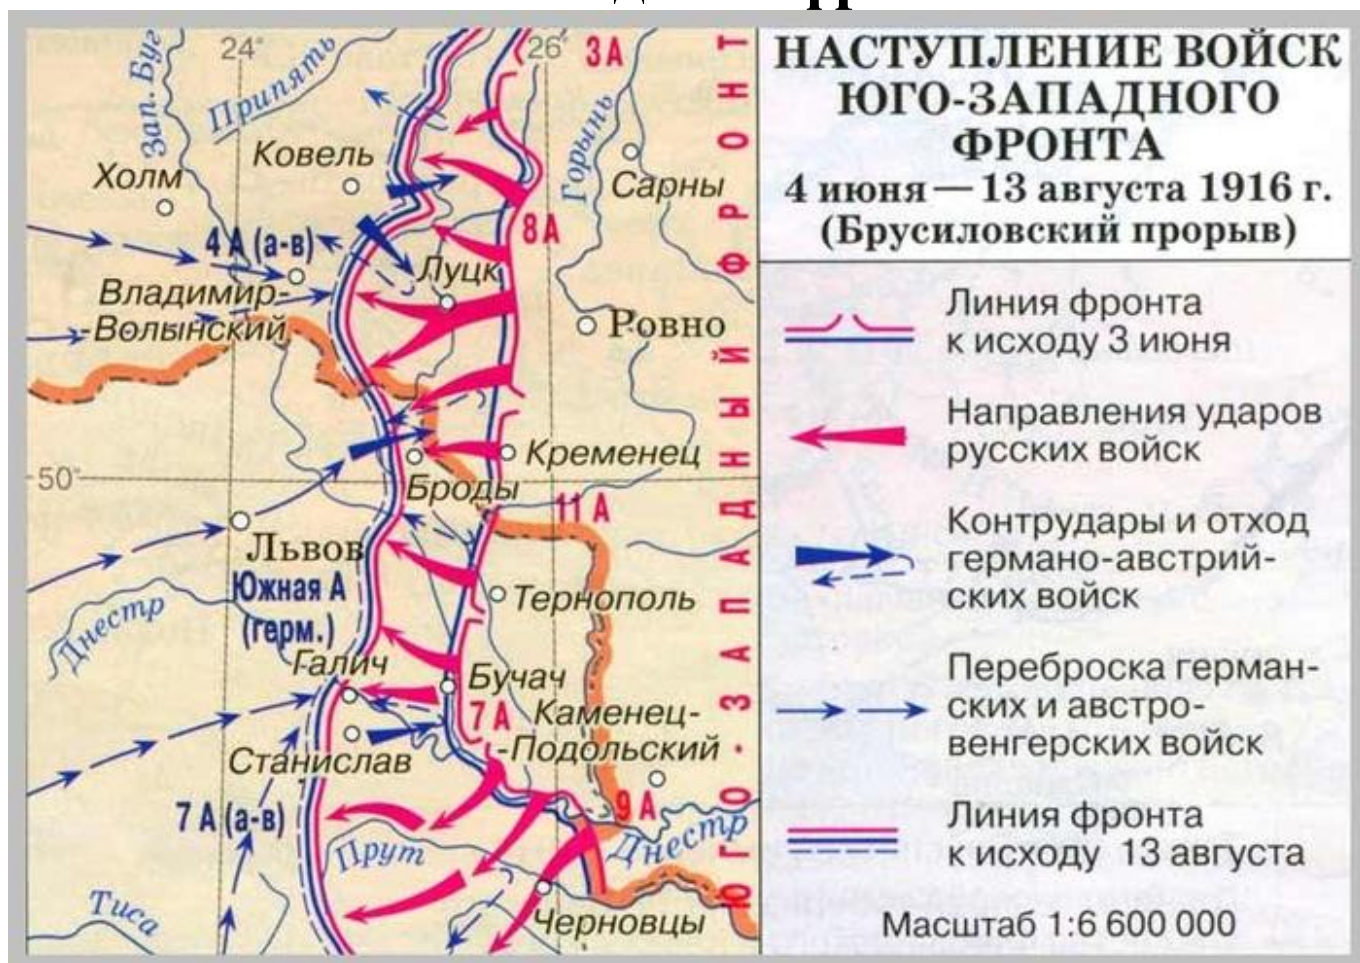 НАСТУПЛЕНИЕ ВОЙСК
ЮГО-ЗАПАДНОГО
ФРОНТА
4 июня — 13 августа 1916 г.
(Брусиловский прорыв)
Линия фронта
к исходу 3 июня
Направления ударов
русских войск
Контрудары и отход
германо-австрий-
ских войск
Переброска герман-
ских и австро-
венгерских войск
Линия фронта
к исходу 13 августа
Масштаб 1:6 600 000
24°
26°
3 А
Зап. Буг
Припять
Горынь
Ковель
Холм
Сарны
4 А (а-в)
8 А
Луцк
Владимир-
-Волынский
Ровно
Кременец
50°
Броды
11 А
Львов
Южная А
(герм.)
Днестр
Тернополь
Галич
Бучач
7 А
Каменец-
-Подольский
Станислав
7 А (а-в)
9 А
Днестр
Прут
Тиса
Черновцы
ЮГО-ЗАПАДНЫЙ ФРОНТ